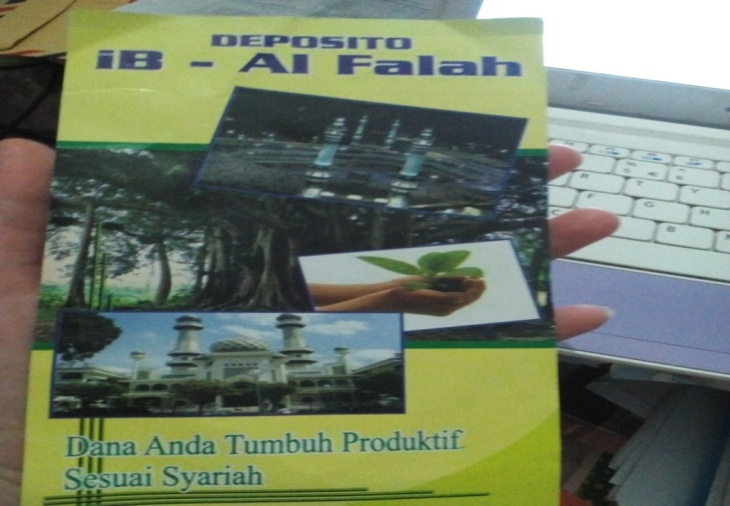 DEPOSITO
iB - Al Falah
Dana Anda Tumbuh Produktif
Sesuai Syariah